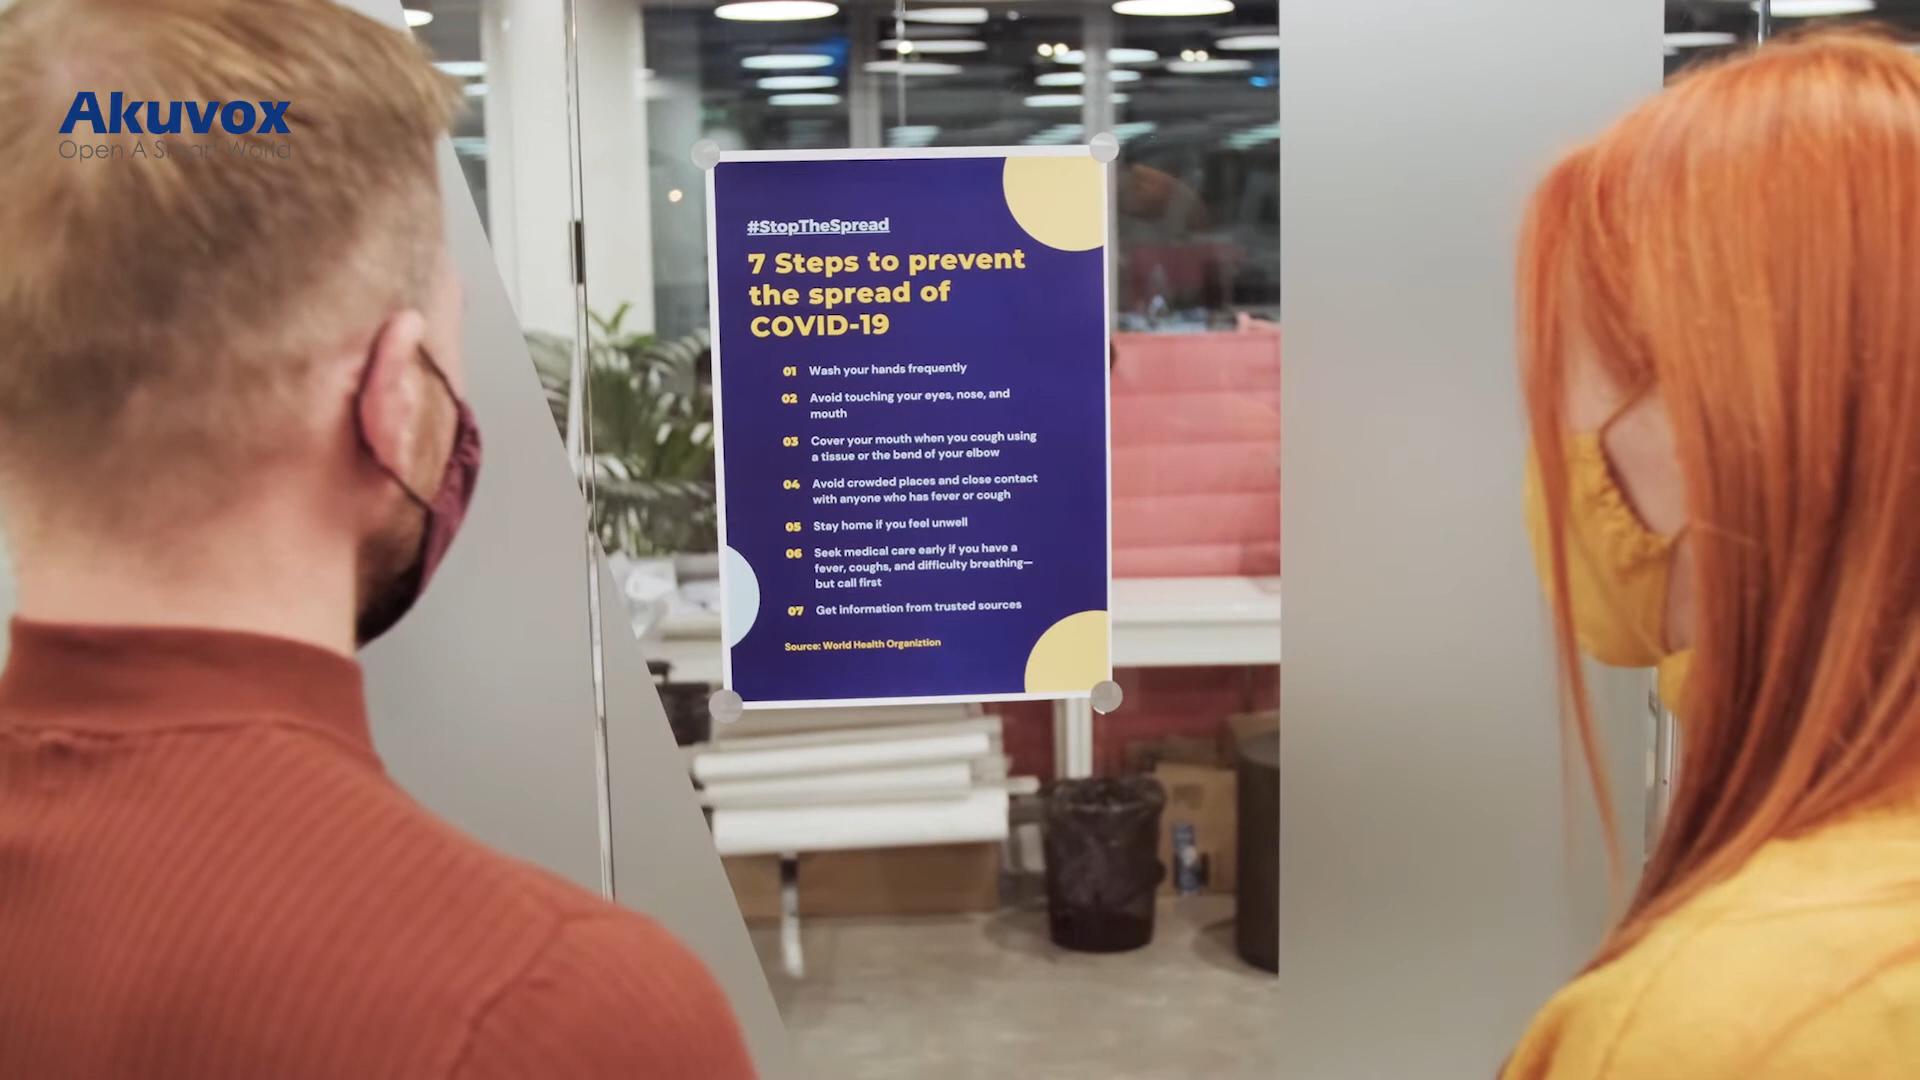 Akuvox
Open A Smart World
#StopTheSpread
7 Steps to prevent
the spread of
COVID-19
01 Wash your hands frequently
02 Avoid touching your eyes, nose, and
mouth
03 Cover your mouth when you cough using
a tissue or the bend of your elbow
04 Avoid crowded places and close contact
with anyone who has fever or cough
05 Stay home if you feel unwell
06 Seek medical care early if you have a
fever, coughs, and difficulty breathing—
but call first
07 Get information from trusted sources
Source: World Health Organiztion